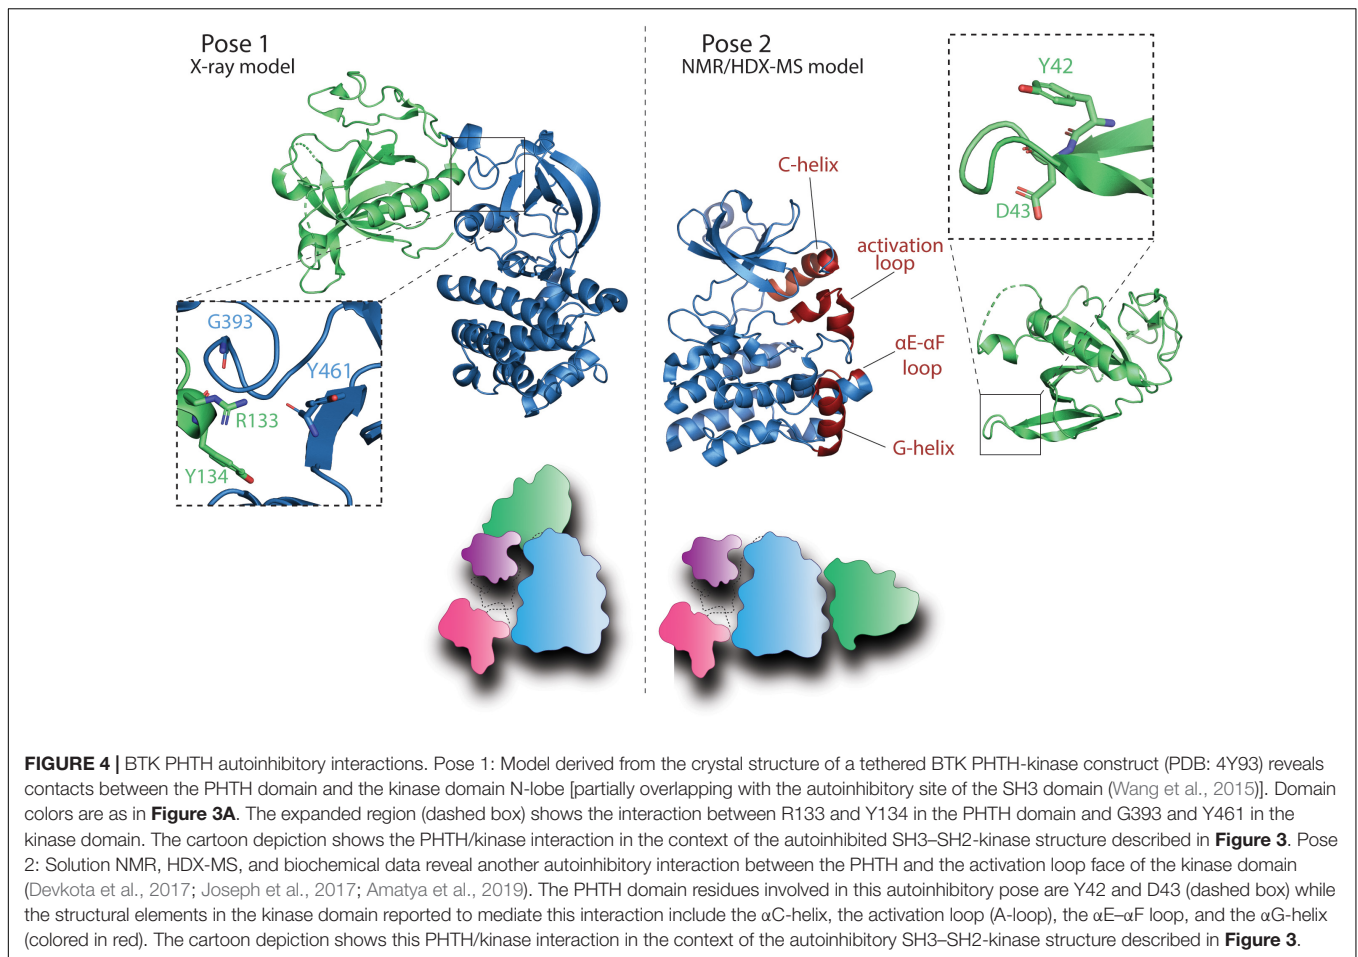 Pose 1
X-ray model
G393
Y461
R133
Y134
Pose 2
NMR/HDX-MS model
C-helix
activation
loop
αE-αF
loop
G-helix
Y42
D43
FIGURE 4 | BTK PHTH autoinhibitory interactions. Pose 1: Model derived from the crystal structure of a tethered BTK PHTH-kinase construct (PDB: 4Y93) reveals
contacts between the PHTH domain and the kinase domain N-lobe [partially overlapping with the autoinhibitory site of the SH3 domain (Wang et al., 2015)]. Domain
colors are as in Figure 3A. The expanded region (dashed box) shows the interaction between R133 and Y134 in the PHTH domain and G393 and Y461 in the
kinase domain. The cartoon depiction shows the PHTH/kinase interaction in the context of the autoinhibited SH3–SH2-kinase structure described in Figure 3. Pose
2: Solution NMR, HDX-MS, and biochemical data reveal another autoinhibitory interaction between the PHTH and the activation loop face of the kinase domain
(Devkota et al., 2017; Joseph et al., 2017; Amatya et al., 2019). The PHTH domain residues involved in this autoinhibitory pose are Y42 and D43 (dashed box) while
the structural elements in the kinase domain reported to mediate this interaction include the αC-helix, the activation loop (A-loop), the αE–αF loop, and the αG-helix
(colored in red). The cartoon depiction shows this PHTH/kinase interaction in the context of the autoinhibitory SH3–SH2-kinase structure described in Figure 3.